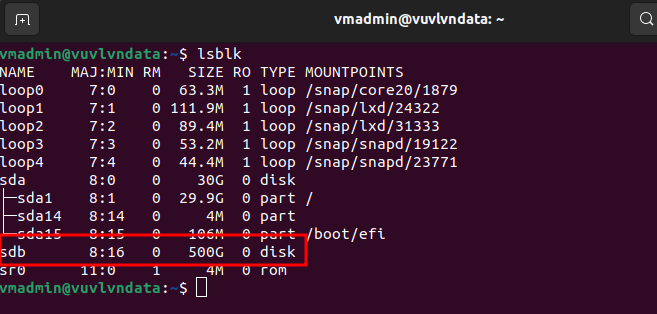 vmadmin@vuvlvndata: ~
vmadmin@vuvlvndata:~$ lsblk
NAME    MAJ:MIN RM   SIZE RO TYPE MOUNTPOINTS
loop0     7:0    0  63.3M  1 loop /snap/core20/1879
loop1     7:1    0 111.9M  1 loop /snap/lxd/24322
loop2     7:2    0  89.4M  1 loop /snap/lxd/31333
loop3     7:3    0  53.2M  1 loop /snap/snapd/19122
loop4     7:4    0  44.4M  1 loop /snap/snapd/23771
sda       8:0    0    30G  0 disk
├─sda1    8:1    0  29.9G  0 part /
├─sda14   8:14   0     4M  0 part
└─sda15   8:15   0   106M  0 part /boot/efi
sdb       8:16   0   500G  0 disk
sr0      11:0    1     4M  0 rom
vmadmin@vuvlvndata:~$